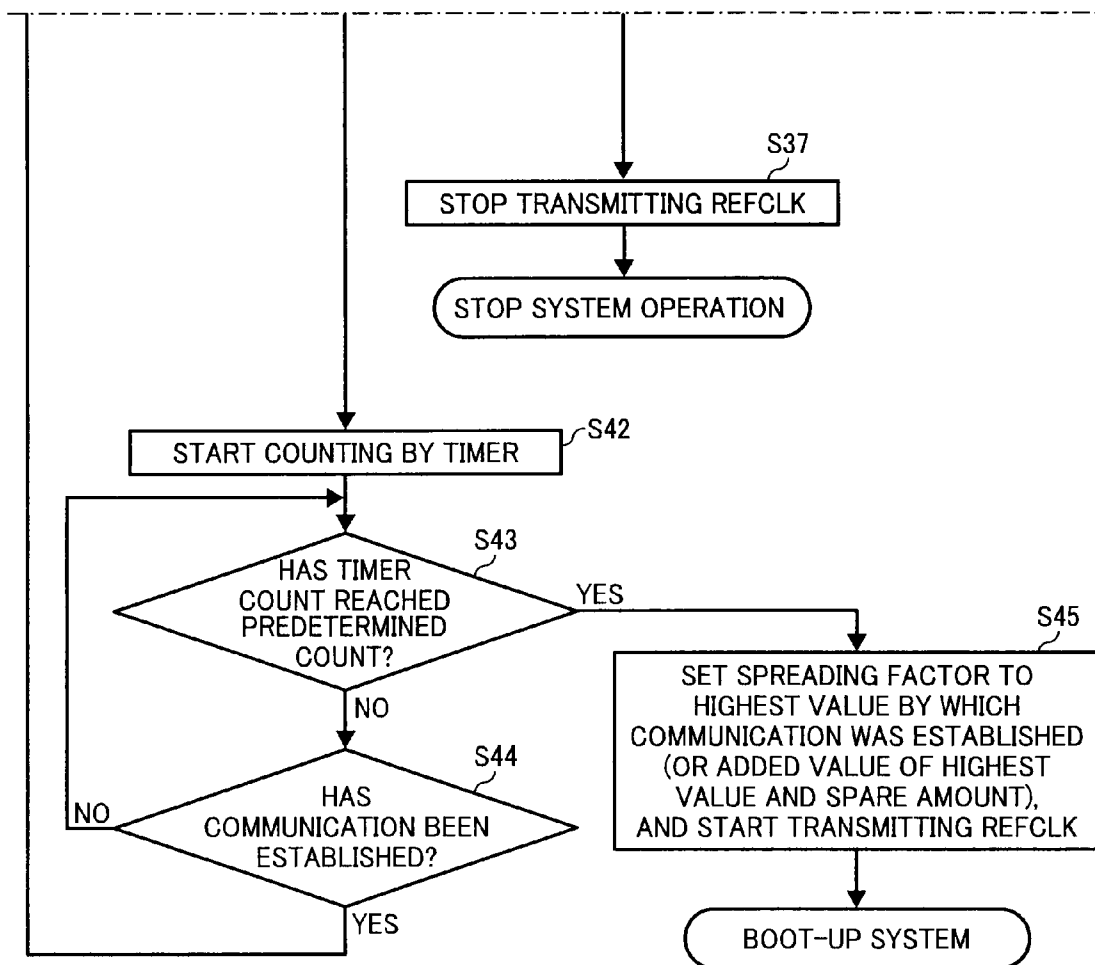 S37
STOP TRANSMITTING REFCLK
STOP SYSTEM OPERATION
S42
START COUNTING BY TIMER
S43
HAS TIMER
COUNT REACHED
PREDETERMINED
COUNT?
YES
NO
S45
SET SPREADING FACTOR TO
HIGHEST VALUE BY WHICH
COMMUNICATION WAS ESTABLISHED
(OR ADDED VALUE OF HIGHEST
VALUE AND SPARE AMOUNT),
AND START TRANSMITTING REFCLK
S44
HAS
COMMUNICATION BEEN
ESTABLISHED?
NO
YES
BOOT-UP SYSTEM